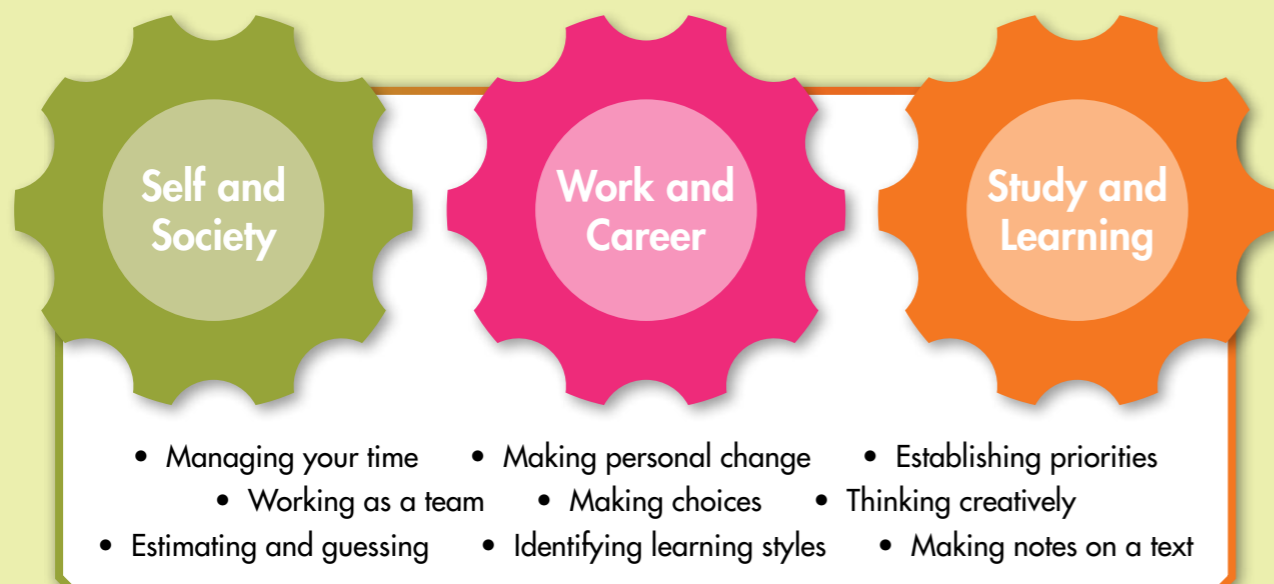 Self and
Society
Work and
Career
Study and
Learning
• Managing your time • Making personal change • Establishing priorities
• Working as a team • Making choices • Thinking creatively
• Estimating and guessing • Identifying learning styles • Making notes on a text